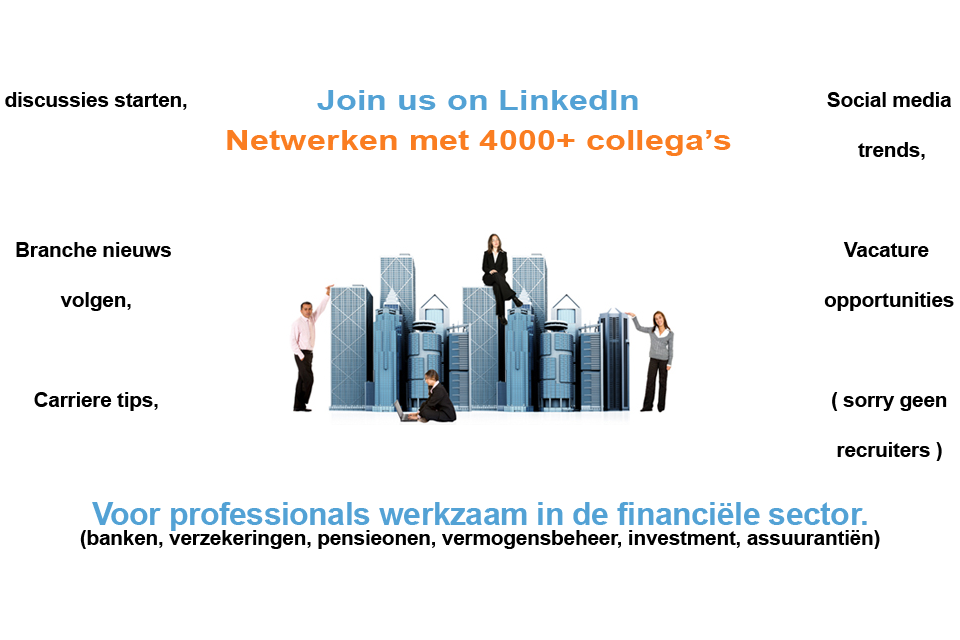 Join us on LinkedIn
Netwerken met 4000+ collega's
discussies starten,
Branche nieuws
volgen,
Carriere tips,
Social media
trends,
Vacature
opportunities
( sorry geen
recruiters )
Voor professionals werkzaam in de financiële sector.
(banken, verzekeringen, pensieonen, vermogensbeheer, investment, assuurantiën)